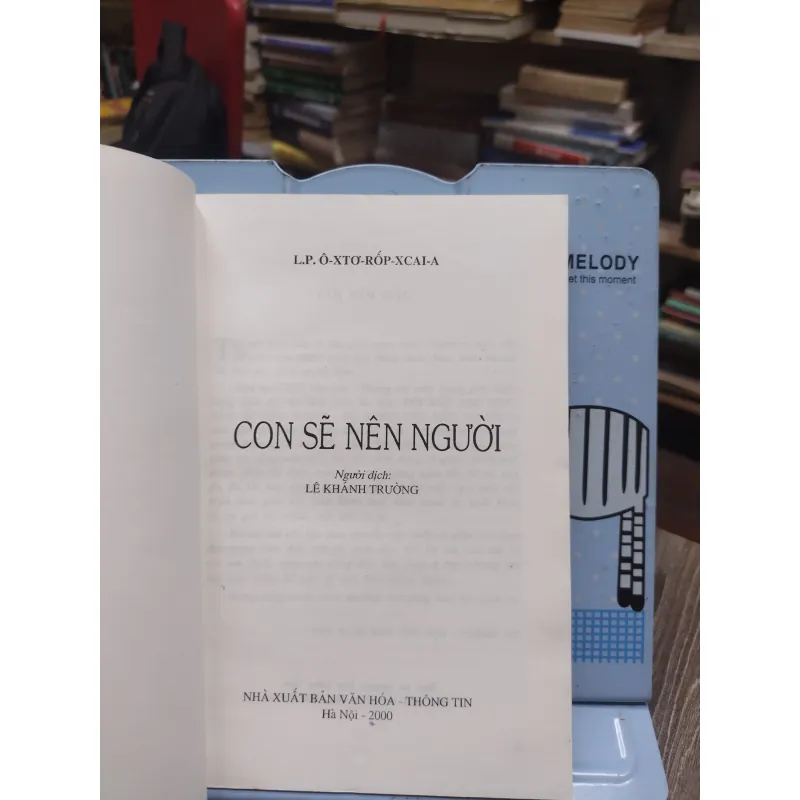 L.P. Ô-XTƠ-RỐP-XCAI-A
MELODY
et this moment
CON SẼ NÊN NGƯỜI
Người dịch:
LÊ KHÁNH TRƯỜNG
NHÀ XUẤT BẢN VĂN HÓA - THÔNG TIN
Hà Nội - 2000